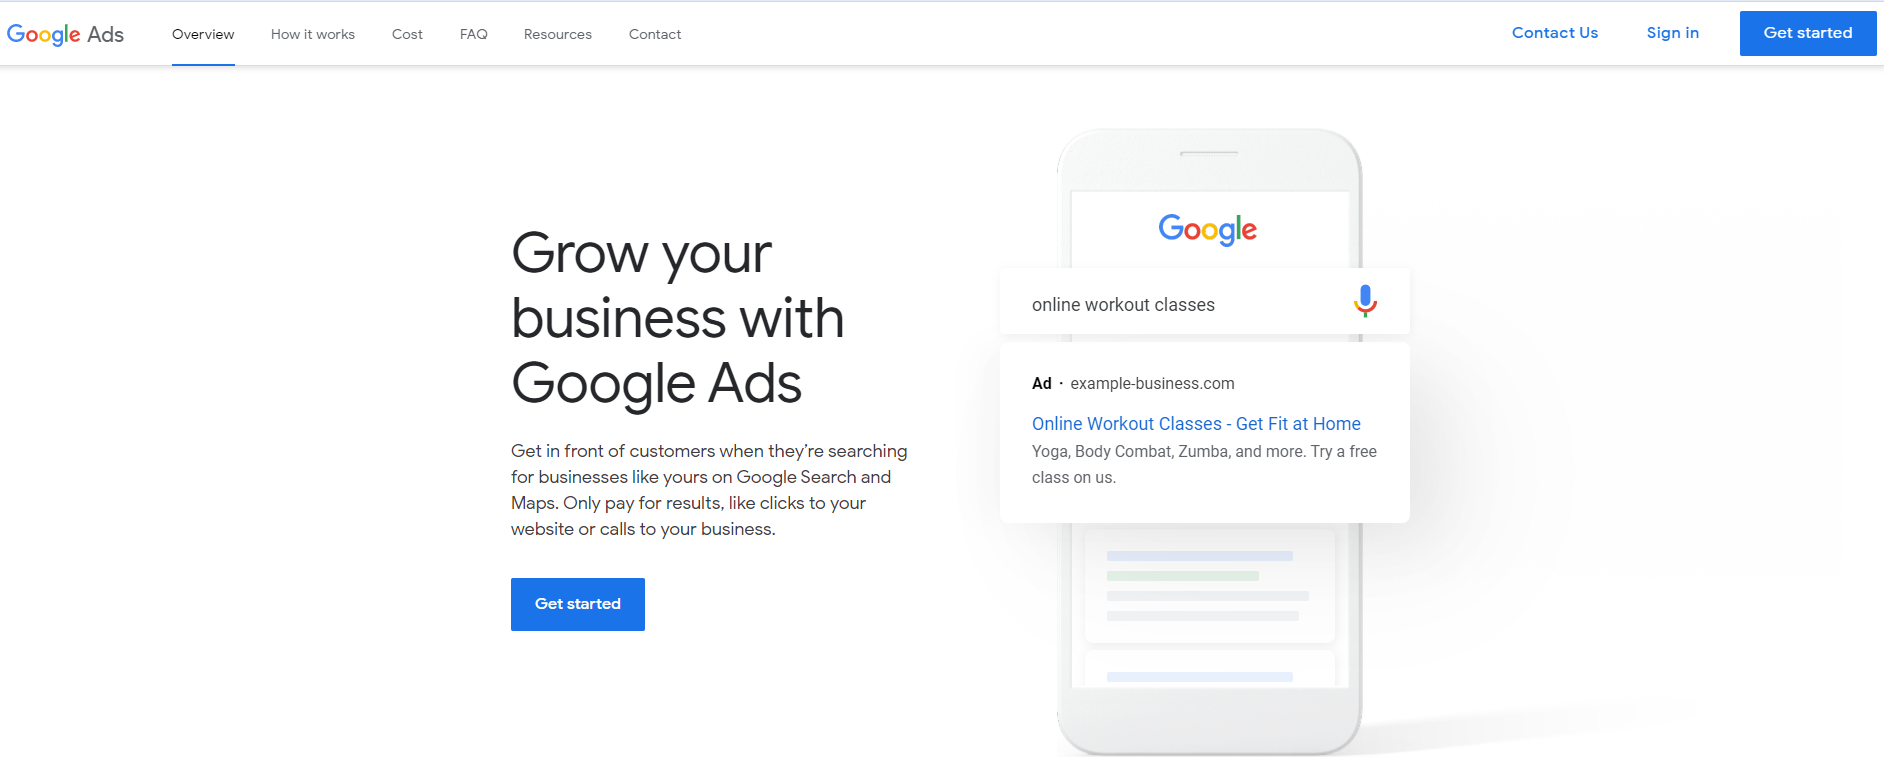 Google Ads
Overview
How it works
Cost
FAQ
Resources
Contact
Contact Us
Sign in
Get started
Grow your
business with
Google Ads
Get in front of customers when they’re searching
for businesses like yours on Google Search and
Maps. Only pay for results, like clicks to your
website or calls to your business.
Get started
Google
online workout classes
Ad · example-business.com
Online Workout Classes - Get Fit at Home
Yoga, Body Combat, Zumba, and more. Try a free
class on us.